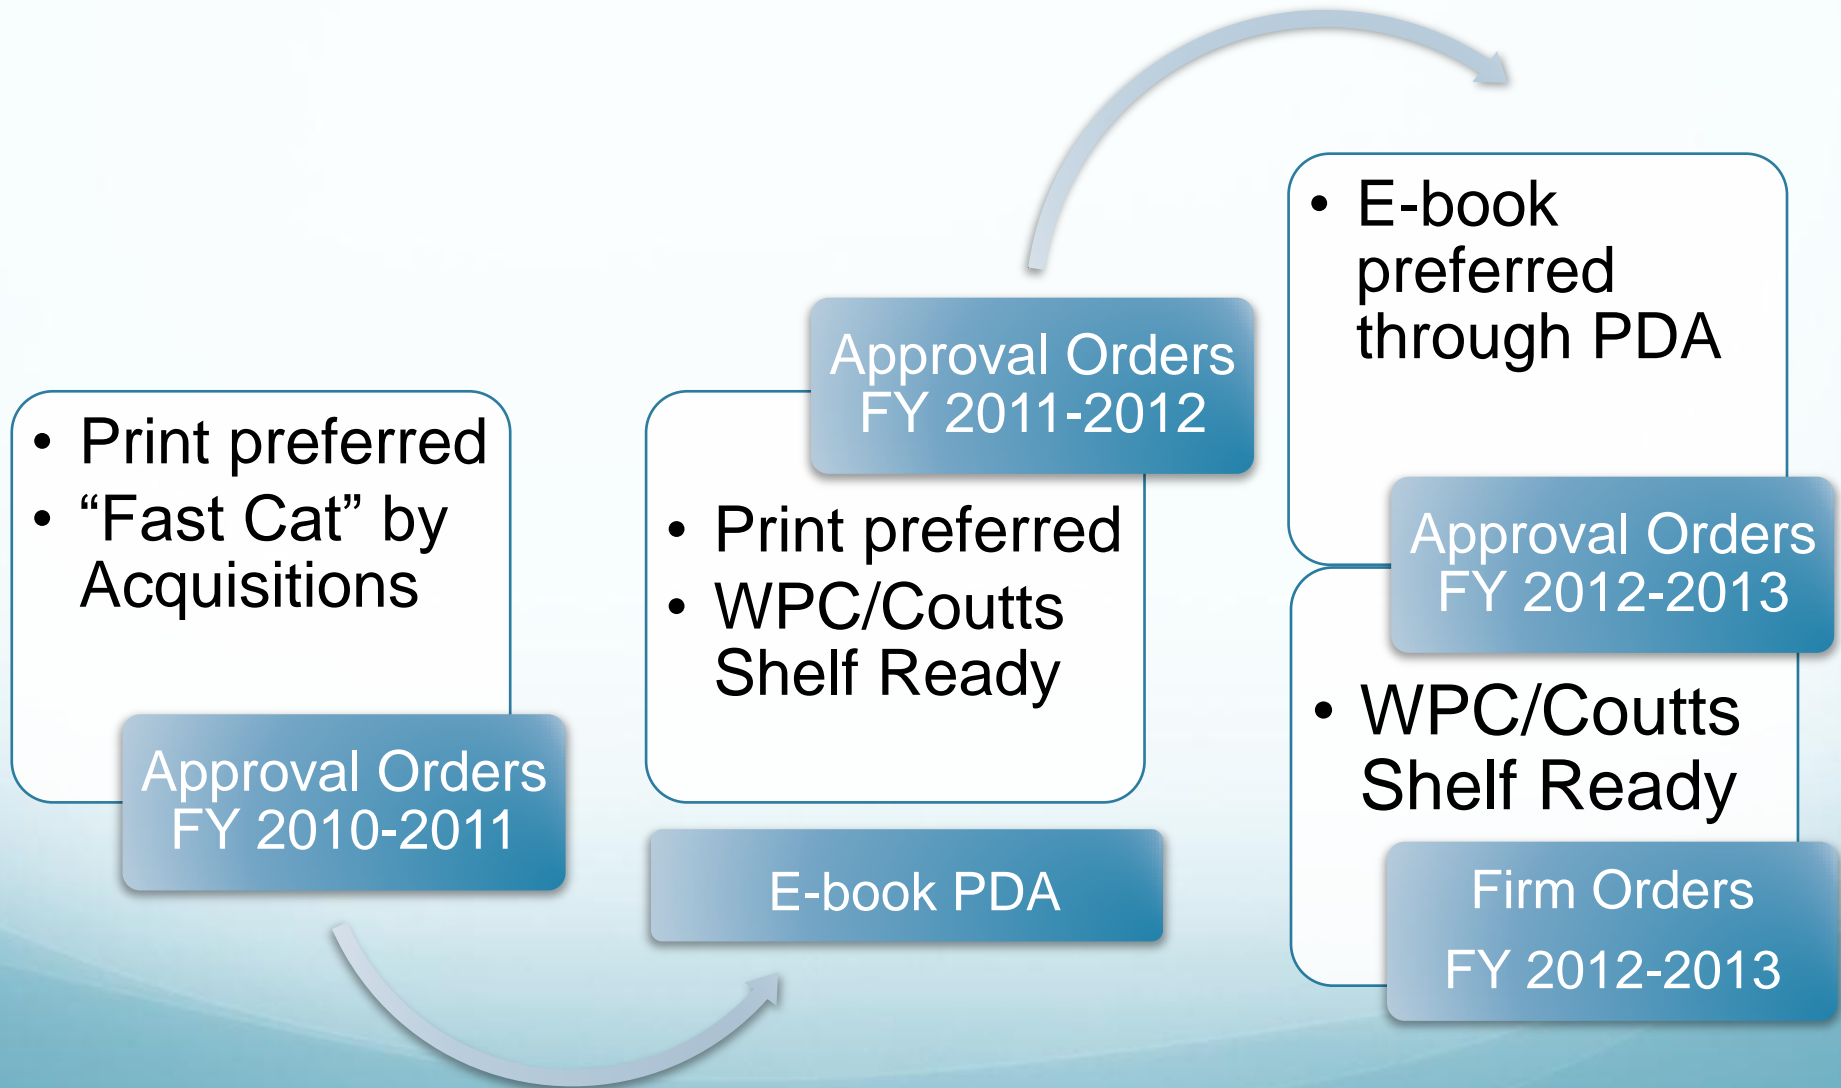 • Print preferred
• “Fast Cat” by
Acquisitions
Approval Orders
FY 2010-2011
Approval Orders
FY 2011-2012
• Print preferred
• WPC/Coutts
Shelf Ready
E-book PDA
• E-book
preferred
through PDA
Approval Orders
FY 2012-2013
• WPC/Coutts
Shelf Ready
Firm Orders
FY 2012-2013